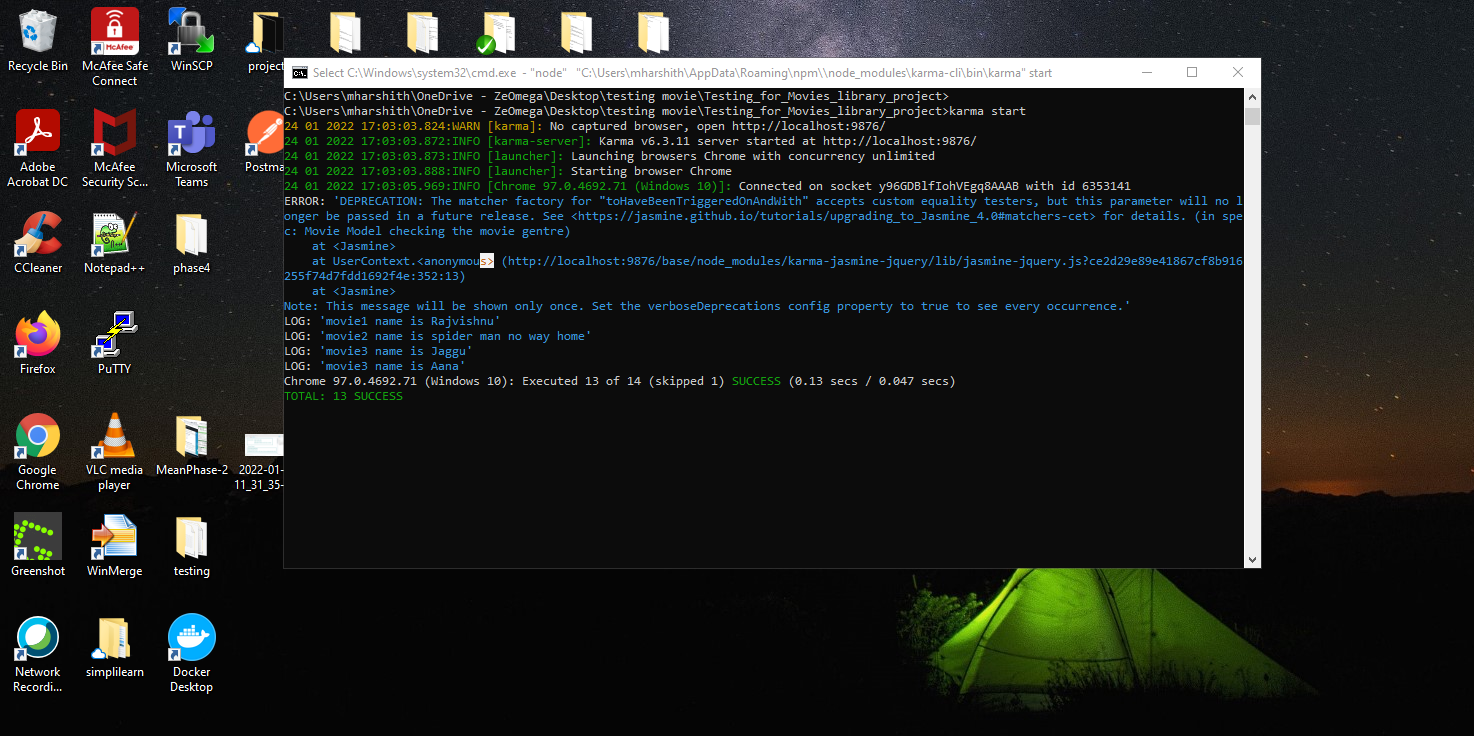 Recycle Bin
McAfee Safe
Connect
WinSCP
project
Adobe
Acrobat DC
McAfee
Security Sc...
Microsoft
Teams
Postma
CCleaner
Notepad++
phase4
Firefox
PuTTY
Google
Chrome
VLC media
player
MeanPhase-2
2022-01-
11_31_35-
Greenshot
WinMerge
testing
Network
Recordi...
simplilearn
Docker
Desktop
McAfee
Select C:\Windows\system32\cmd.exe - "node" "C:\Users\mharshith\AppData\Roaming\npm\\node_modules\karma-cli\bin\karma" start
C:\Users\mharshith\OneDrive - ZeOmega\Desktop\testing movie\Testing_for_Movies_library_project>
C:\Users\mharshith\OneDrive - ZeOmega\Desktop\testing movie\Testing_for_Movies_library_project>karma start
24 01 2022 17:03:03.824:WARN [karma]: No captured browser, open http://localhost:9876/
24 01 2022 17:03:03.872:INFO [karma-server]: Karma v6.3.11 server started at http://localhost:9876/
24 01 2022 17:03:03.873:INFO [launcher]: Launching browsers Chrome with concurrency unlimited
24 01 2022 17:03:03.888:INFO [launcher]: Starting browser Chrome
24 01 2022 17:03:05.969:INFO [Chrome 97.0.4692.71 (Windows 10)]: Connected on socket y96GDBlfIohVEgq8AAAB with id 6353141
ERROR: 'DEPRECATION: The matcher factory for "toHaveBeenTriggeredOnAndWith" accepts custom equality testers, but this parameter will no l
onger be passed in a future release. See <https://jasmine.github.io/tutorials/upgrading_to_Jasmine_4.0#matchers-cet> for details. (in spe
c: Movie Model checking the movie gentre)
at <Jasmine>
at UserContext.<anonymous> (http://localhost:9876/base/node_modules/karma-jasmine-jquery/lib/jasmine-jquery.js?ce2d29e89e41867cf8b916
255f74d7fdd1692f4e:352:13)
at <Jasmine>
Note: This message will be shown only once. Set the verboseDeprecations config property to true to see every occurrence.'
LOG: 'movie1 name is Rajvishnu'
LOG: 'movie2 name is spider man no way home'
LOG: 'movie3 name is Jaggu'
LOG: 'movie3 name is Aana'
Chrome 97.0.4692.71 (Windows 10): Executed 13 of 14 (skipped 1) SUCCESS (0.13 secs / 0.047 secs)
TOTAL: 13 SUCCESS